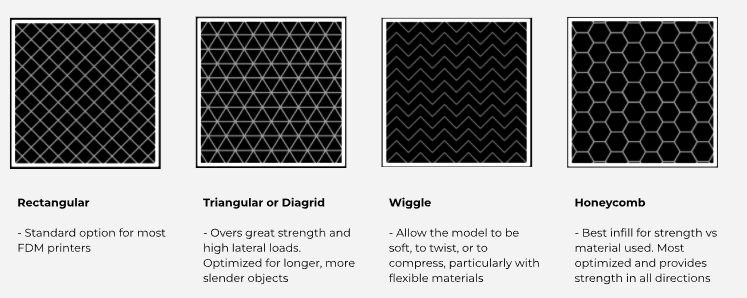 Rectangular
- Standard option for most
FDM printers
Triangular or Diagrid
- Overs great strength and
high lateral loads.
Optimized for longer, more
slender objects
Wiggle
- Allow the model to be
soft, to twist, or to
compress, particularly with
flexible materials
Honeycomb
- Best infill for strength vs
material used. Most
optimized and provides
strength in all directions